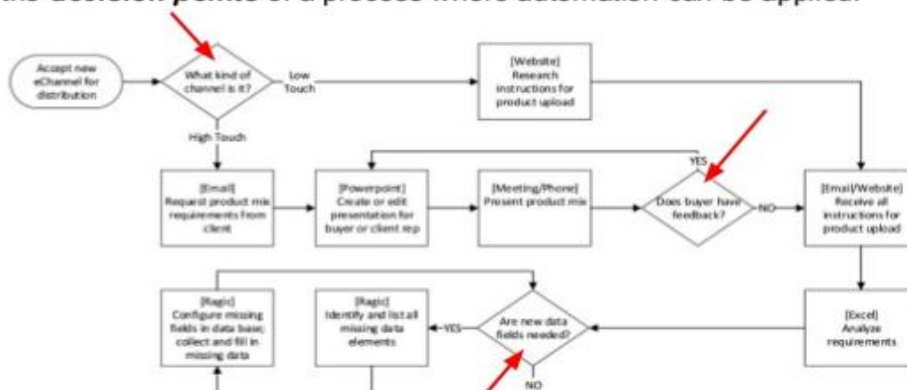 decision points of a process where automation can be applied
Accept new
eChannel for
distribution
What kind of
channel is it?
Low
Touch
[Website]
Research
instructions for
product upload
High Touch
YES
[Email]
Request product mix
requirements from
client
[Powerpoint]
Create or edit
presentation for
buyer or client rep
[Meeting/Phone]
Present product mix
Does buyer have
feedback?
NO
[Email/Website]
Receive all
instructions for
product upload
[Ragic]
Configure missing
fields in data base;
collect and fill in
missing data
[Ragic]
Identify and list all
missing data
elements
YES
Are new data
fields needed?
[Excel]
Analyze
requirements
NO